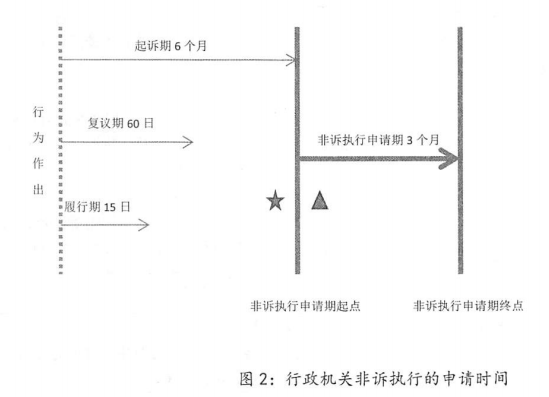 起诉期 6 个月
行为作出
复议期 60 日
非诉执行申请期 3 个月
履行期 15 日
非诉执行申请期起点
非诉执行申请期终点
图 2：行政机关非诉执行的申请时间